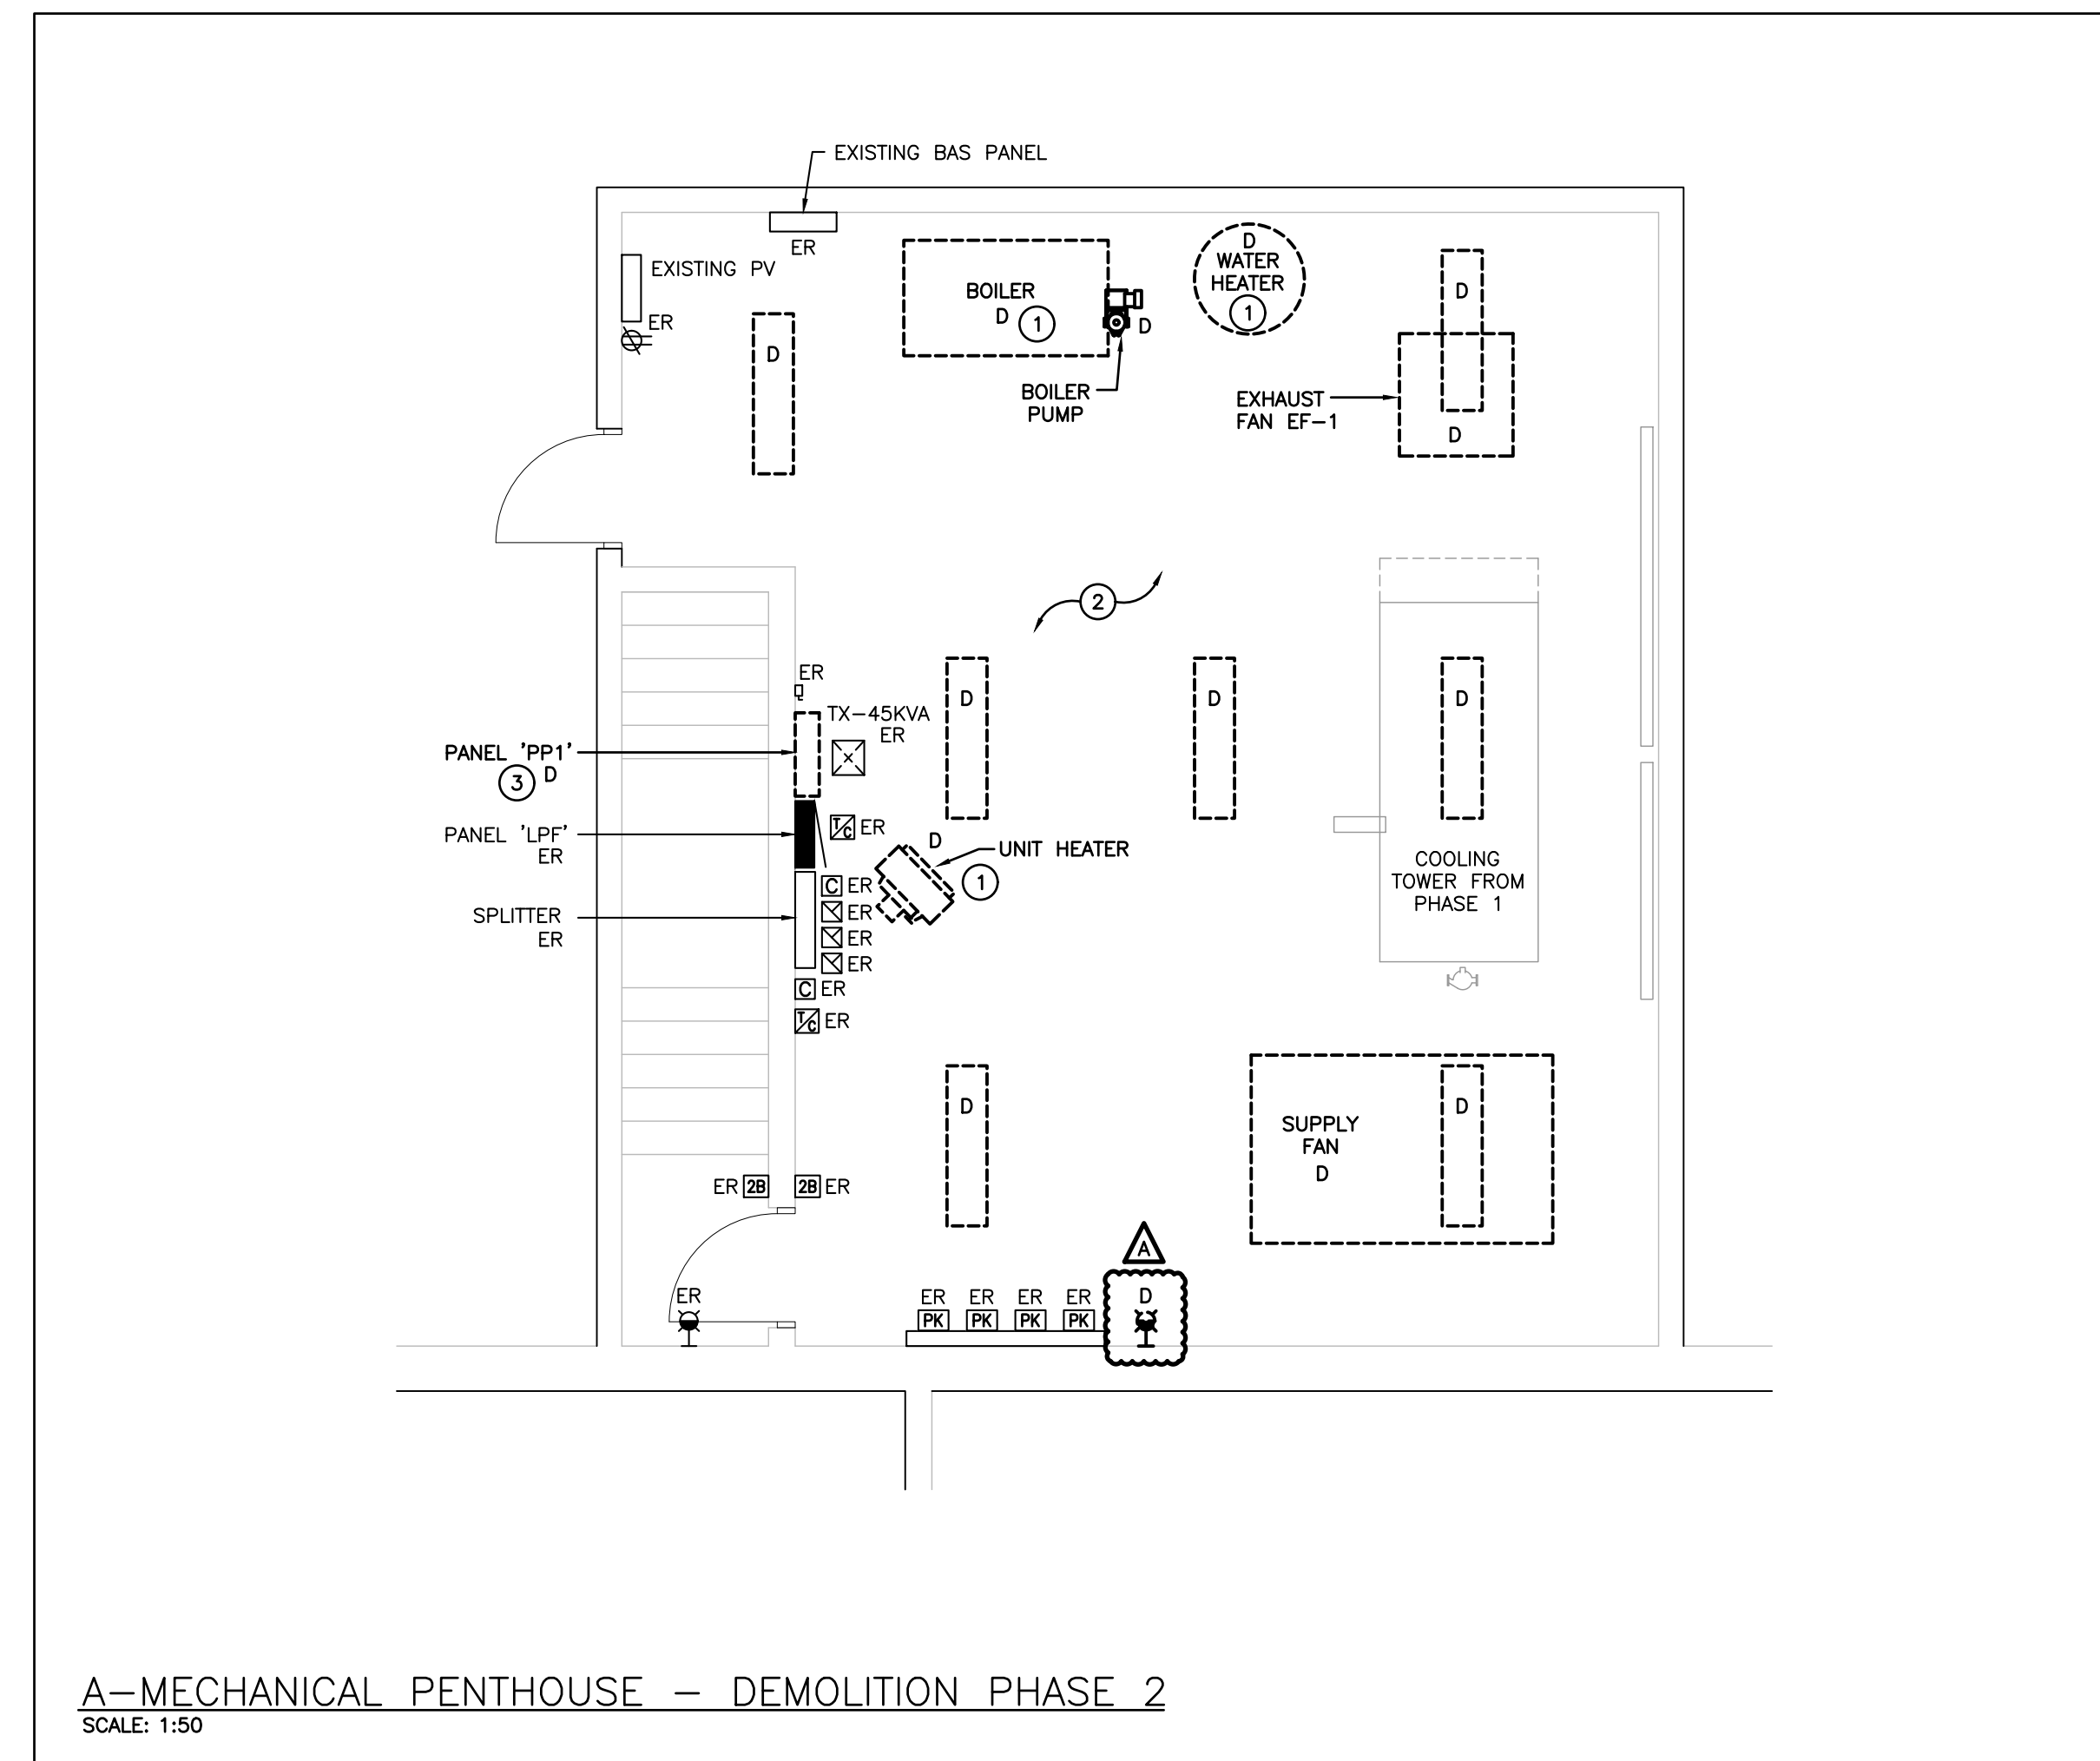 EXISTING BAS PANEL
ER
EXISTING PV
ER
D
BOILER
D 1
D
BOILER
PUMP
D
WATER
HEATER
1
D
EXHAUST
FAN EF-1
D
2
ER
TX-45KVA
ER
PANEL 'PP1'
3 D
PANEL 'LPF'
ER
T/C ER
SPLITTER
ER
C ER
ER
ER
ER
C ER
T/C ER
D
D
D
D
UNIT HEATER
1
COOLING
TOWER FROM
PHASE 1
D
SUPPLY
FAN
D
D
ER 2B
2B ER
ER
ER ER ER ER
PK PK PK PK
A
D
A-MECHANICAL PENTHOUSE - DEMOLITION PHASE 2
SCALE: 1:50